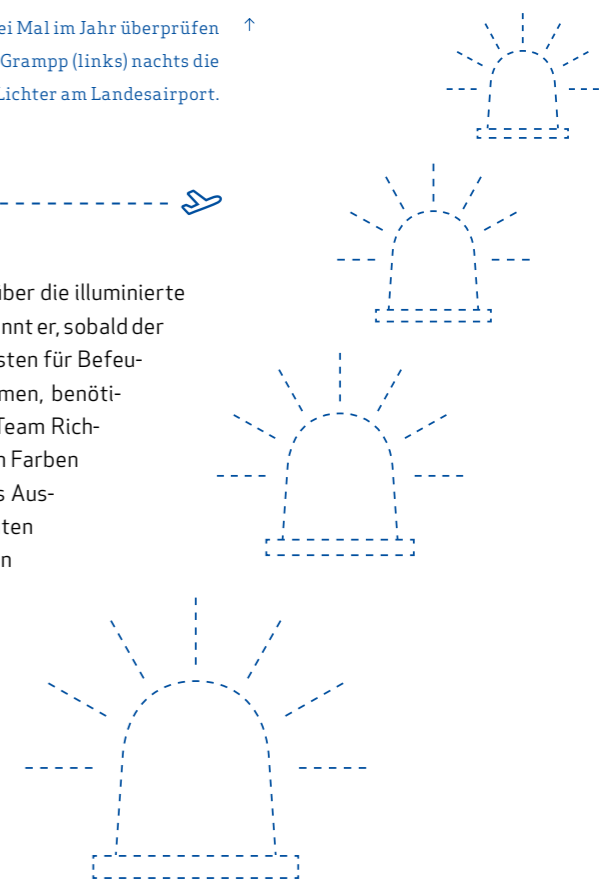 ei Mal im Jahr überprüfen ↑
Grampp (links) nachts die
Lichter am Landesairport.
über die illuminierte
nnt er, sobald der
sten für Befeu-
men, benöti-
Team Rich-
n Farben
s Aus-
ten
n